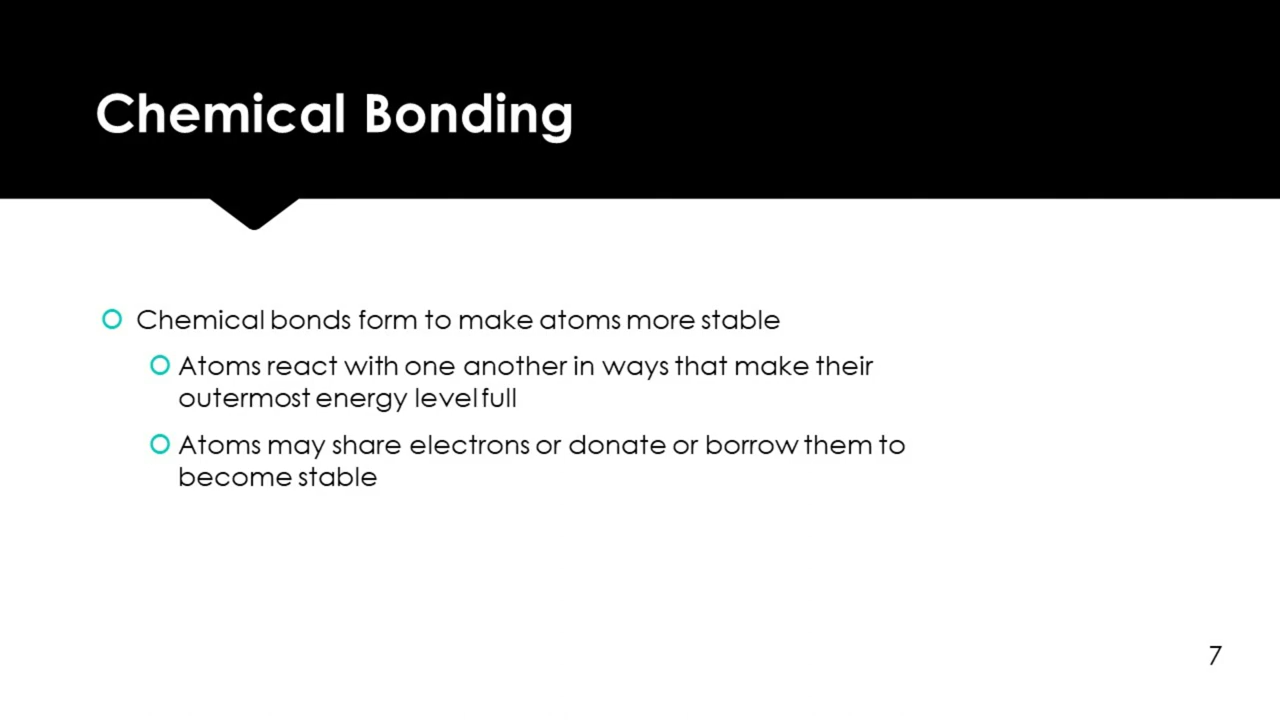 Chemical Bonding
Chemical bonds form to make atoms more stable
Atoms react with one another in ways that make their
outermost energy level full
Atoms may share electrons or donate or borrow them to
become stable
7